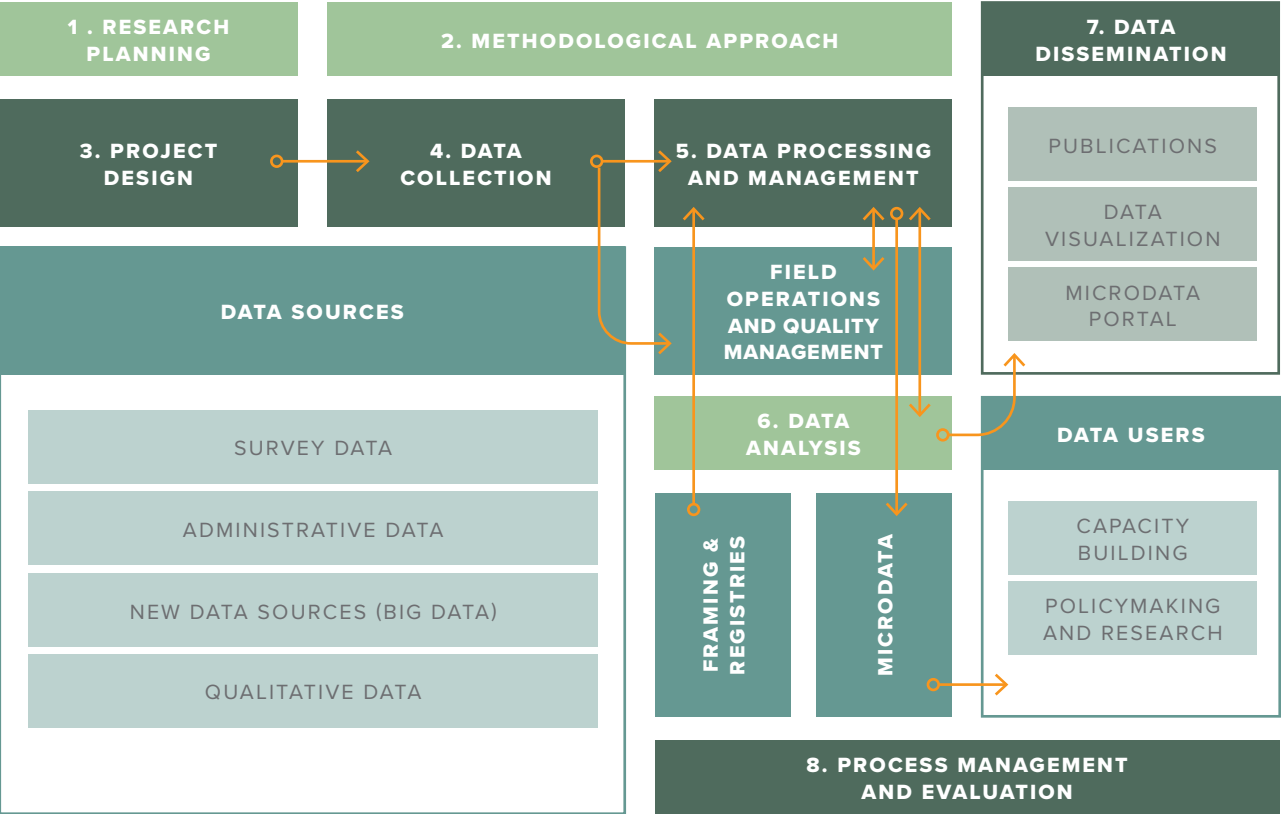 1 . RESEARCH
PLANNING
2. METHODOLOGICAL APPROACH
7. DATA
DISSEMINATION
PUBLICATIONS
DATA
VISUALIZATION
MICRODATA
PORTAL
3. PROJECT
DESIGN
4. DATA
COLLECTION
5. DATA PROCESSING
AND MANAGEMENT
DATA SOURCES
SURVEY DATA
ADMINISTRATIVE DATA
NEW DATA SOURCES (BIG DATA)
QUALITATIVE DATA
FIELD
OPERATIONS
AND QUALITY
MANAGEMENT
6. DATA
ANALYSIS
FRAMING &
REGISTRIES
MICRODATA
DATA USERS
CAPACITY
BUILDING
POLICYMAKING
AND RESEARCH
8. PROCESS MANAGEMENT
AND EVALUATION